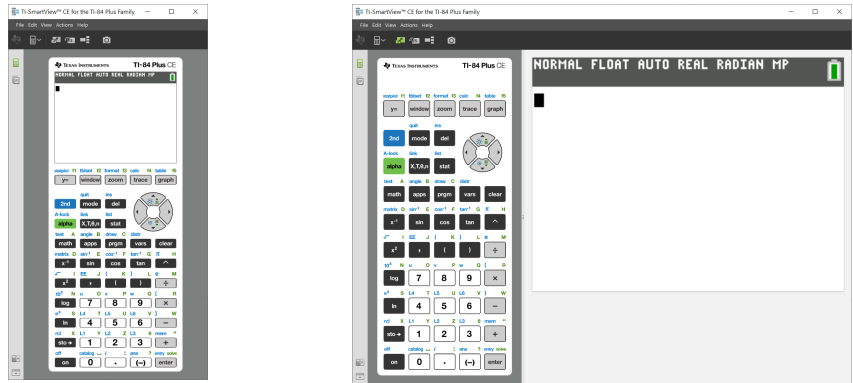 TI-SmartView™ CE for the TI-84 Plus Family
File Edit View Actions Help
TEXAS INSTRUMENTS TI-84 Plus CE
NORMAL FLOAT AUTO REAL RADIAN MP
statplot f1 tblset f2 format f3 calc f4 table f5
y= window zoom trace graph
quit ins
2nd mode del
A-lock link list
alpha X,T,θ,n stat
test A angle B draw C distr
math apps prgm vars clear
matrix D sin⁻¹ E cos⁻¹ F tan⁻¹ G π H
x⁻¹ sin cos tan ^
√ I EE J { K } L e M
x² , ( ) ÷
10ˣ N u O v P w Q [ R
log 7 8 9 ×
eˣ S L4 T L5 U L6 V ] W
ln 4 5 6 −
rcl X L1 Y L2 Z L3 θ mem "
sto→ 1 2 3 +
off catalog ⎵ i : ans ? entry solve
on 0 . (−) enter
TI-SmartView™ CE for the TI-84 Plus Family
File Edit View Actions Help
TEXAS INSTRUMENTS TI-84 Plus CE
statplot f1 tblset f2 format f3 calc f4 table f5
y= window zoom trace graph
quit ins
2nd mode del
A-lock link list
alpha X,T,θ,n stat
test A angle B draw C distr
math apps prgm vars clear
matrix D sin⁻¹ E cos⁻¹ F tan⁻¹ G π H
x⁻¹ sin cos tan ^
√ I EE J { K } L e M
x² , ( ) ÷
10ˣ N u O v P w Q [ R
log 7 8 9 ×
eˣ S L4 T L5 U L6 V ] W
ln 4 5 6 −
rcl X L1 Y L2 Z L3 θ mem "
sto→ 1 2 3 +
off catalog ⎵ i : ans ? entry solve
on 0 . (−) enter
NORMAL FLOAT AUTO REAL RADIAN MP